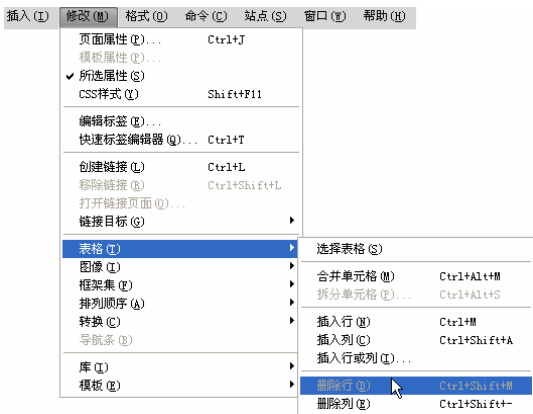 插入(I) 修改(M) 格式(O) 命令(C) 站点(S) 窗口(W) 帮助(H)
页面属性(P)... Ctrl+J
模板属性(P)...
✓ 所选属性(S)
CSS样式(Y) Shift+F11
编辑标签(E)...
快速标签编辑器(Q)... Ctrl+T
创建链接(L) Ctrl+L
移除链接(R) Ctrl+Shift+L
打开链接页面(O)...
链接目标(G)
表格(T)
图像(I)
框架集(F)
排列顺序(A)
转换(C)
导航条(B)
库(I)
模板(E)
选择表格(S)
合并单元格(M) Ctrl+Alt+M
拆分单元格(P)... Ctrl+Alt+S
插入行(N) Ctrl+M
插入列(C) Ctrl+Shift+A
插入行或列(I)...
删除行(D) Ctrl+Shift+M
删除列(E) Ctrl+Shift+-